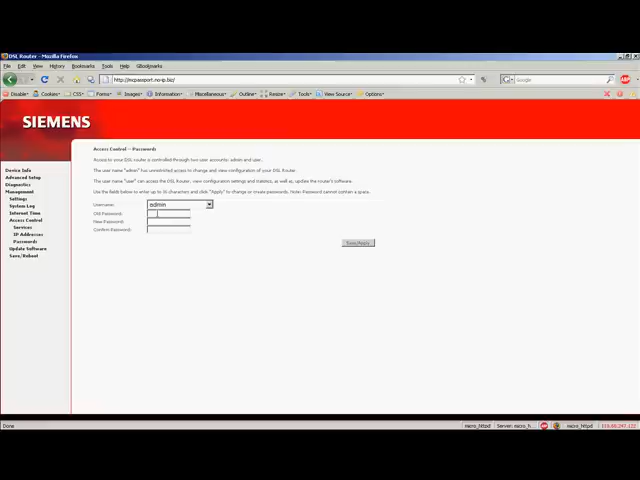 DSL Router - Mozilla Firefox
File Edit View History Bookmarks Tools Help GBookmarks
http://mcpassport.no-ip.biz/
Google
Disable Cookies CSS Forms Images Information Miscellaneous Outline Resize Tools View Source Options
SIEMENS
Device Info
Advanced Setup
Diagnostics
Management
Settings
System Log
Internet Time
Access Control
Services
IP Addresses
Passwords
Update Software
Save/Reboot
Access Control -- Passwords
Access to your DSL router is controlled through two user accounts: admin and user.
The user name "admin" has unrestricted access to change and view configuration of your DSL Router.
The user name "user" can access the DSL Router, view configuration settings and statistics, as well as, update the router's software.
Use the fields below to enter up to 16 characters and click "Apply" to change or create passwords. Note: Password cannot contain a space.
Username: admin
Old Password:
New Password:
Confirm Password:
Save/Apply
Done
micro_httpd Server: micro_h... micro_httpd